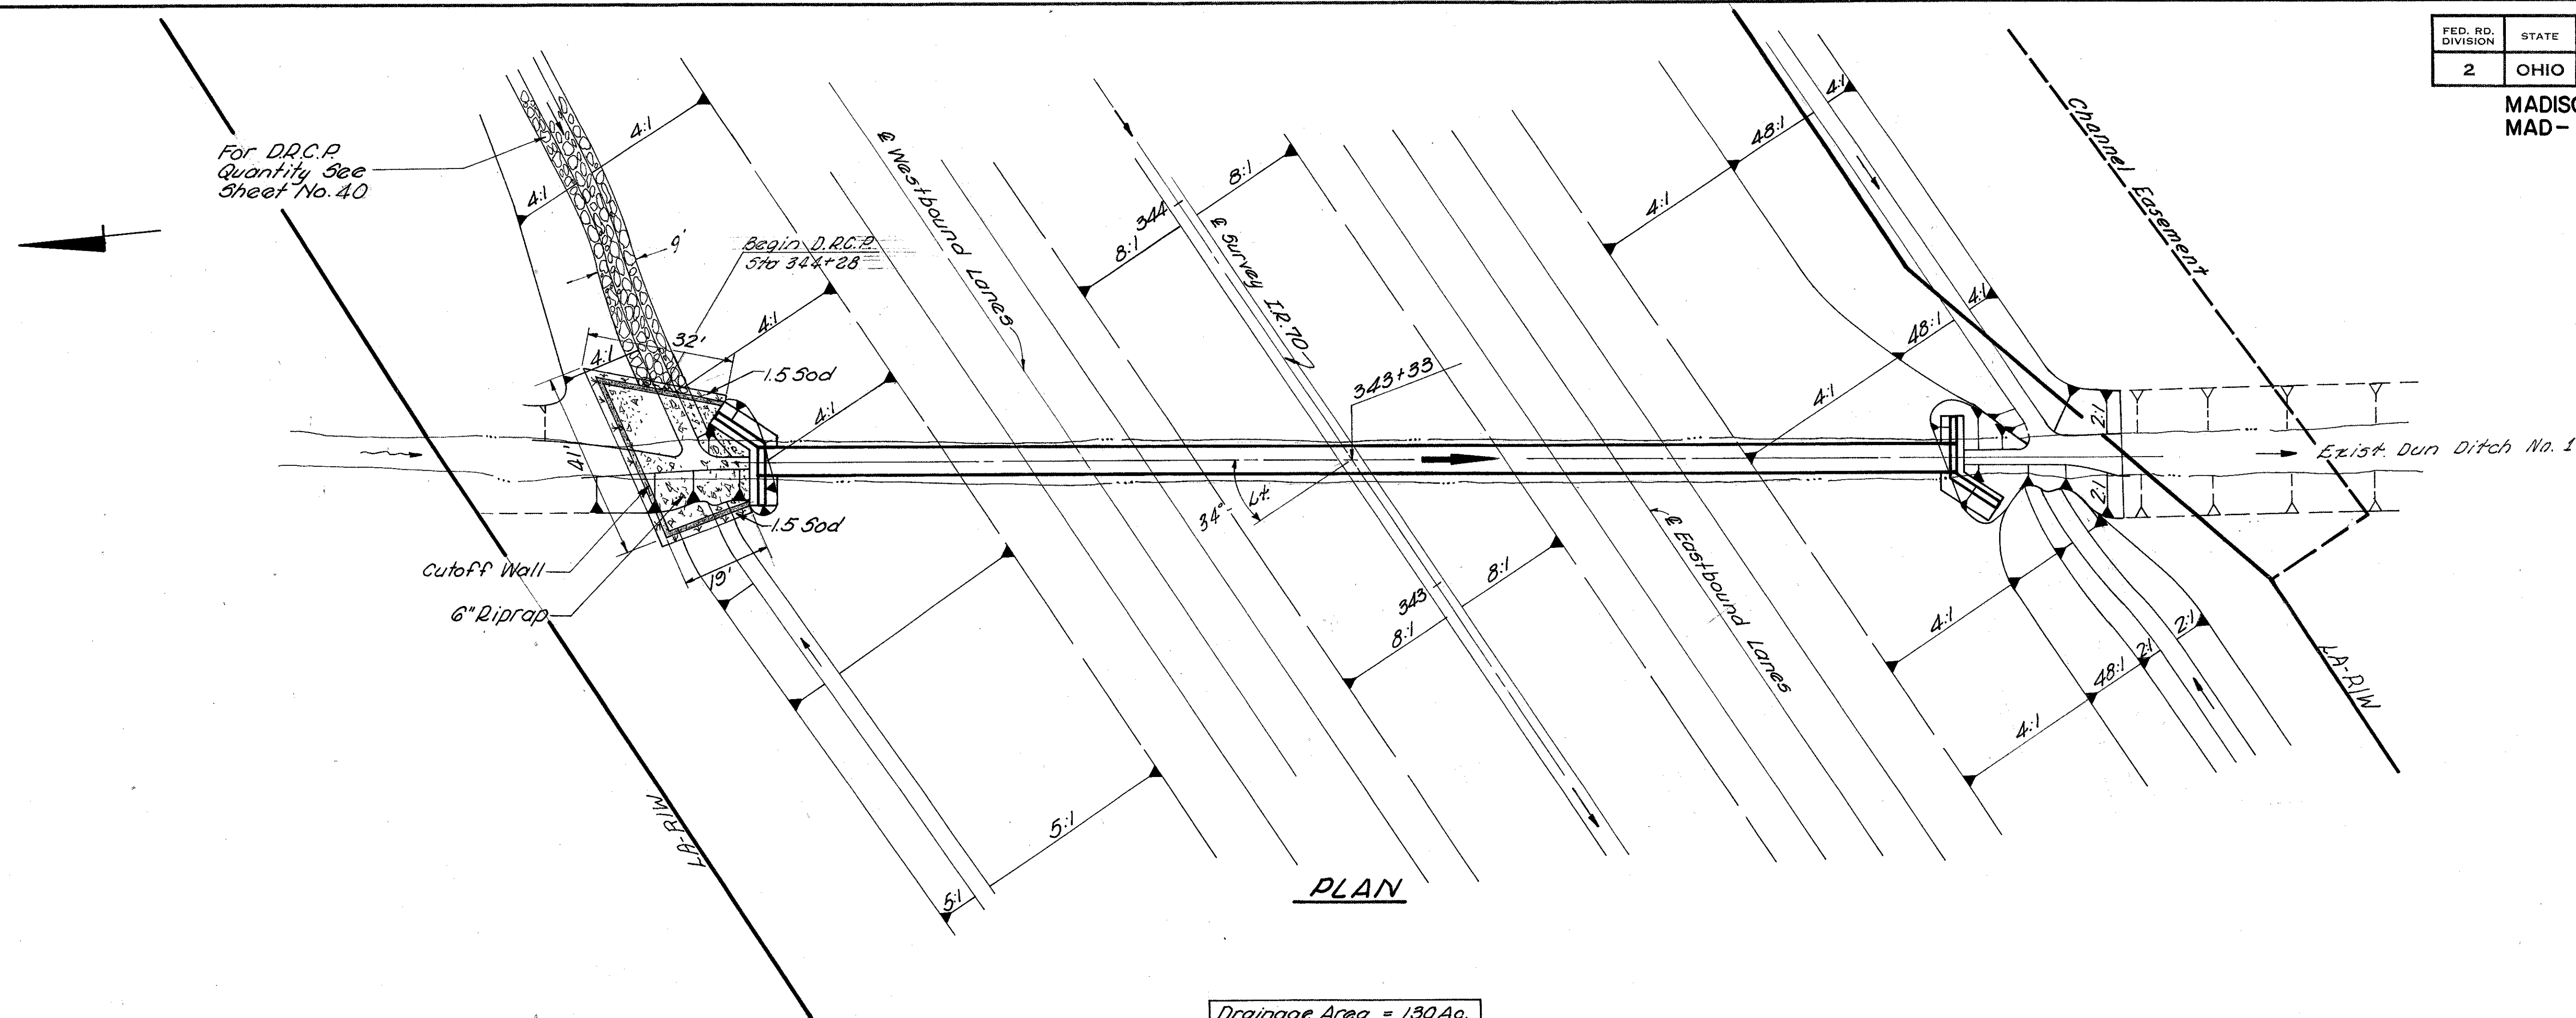 FED. RD. DIVISION
STATE
2
OHIO
MAD-
For D.R.C.P.
Quantity See
Sheet No. 40
4:1
4:1
9'
Begin D.R.C.P.
Sta 344+28
32'
4:1
4:1
1.5 Sod
4:1
41'
1.5 Sod
Cutoff Wall
19'
6" Riprap
LA-R/W
5:1
5:1
℄ Westbound Lanes
344
8:1
8:1
℄ Survey I.R. 70
343+33
34°
Lt.
343
8:1
8:1
℄ Eastbound Lanes
4:1
48:1
4:1
4:1
48:1
4:1
Channel Easement
2:1
2:1
Exist. Dun Ditch No. 1
4:1
4:1
48:1
2:1
2:1
LA-R/W
PLAN
Drainage Area = 130 Ac.